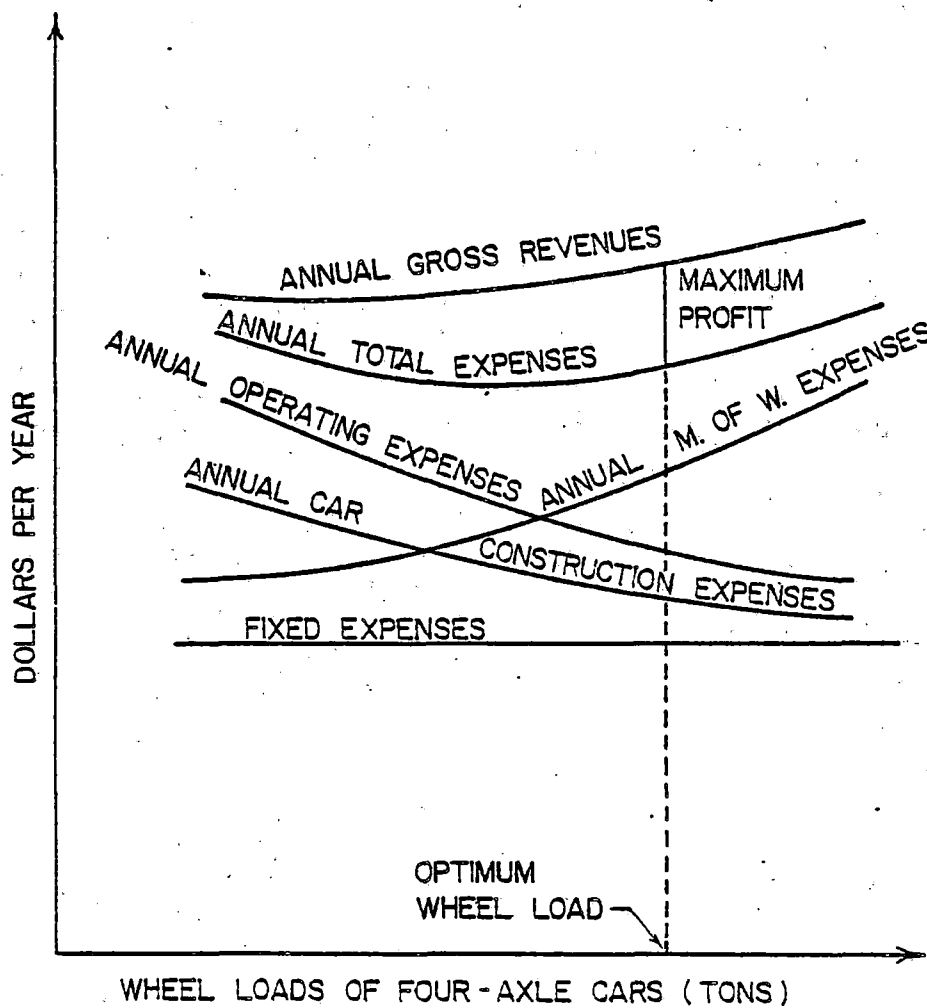 ANNUAL GROSS REVENUES
MAXIMUM
PROFIT
ANNUAL TOTAL EXPENSES
ANNUAL OPERATING EXPENSES
ANNUAL M. OF W. EXPENSES
ANNUAL CAR CONSTRUCTION EXPENSES
FIXED EXPENSES
DOLLARS PER YEAR
OPTIMUM
WHEEL LOAD
WHEEL LOADS OF FOUR-AXLE CARS (TONS)